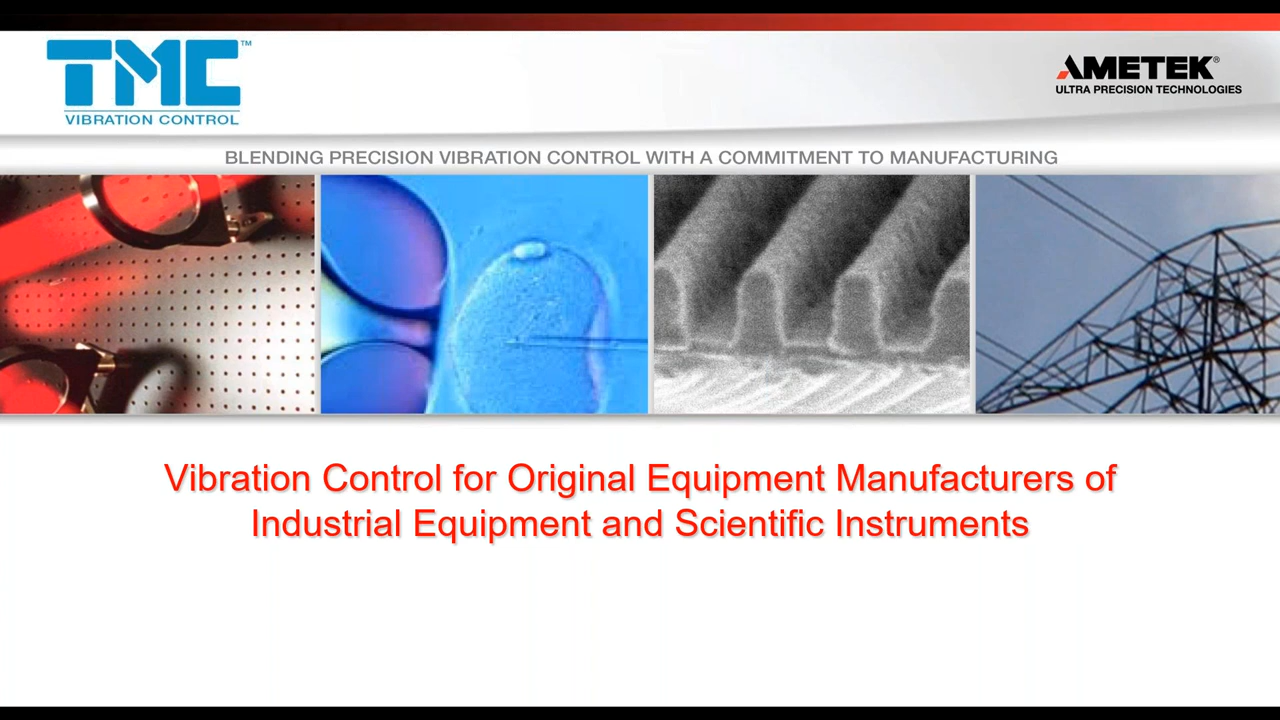 TMC™
VIBRATION CONTROL
AMETEK®
ULTRA PRECISION TECHNOLOGIES
BLENDING PRECISION VIBRATION CONTROL WITH A COMMITMENT TO MANUFACTURING
Vibration Control for Original Equipment Manufacturers of
Industrial Equipment and Scientific Instruments